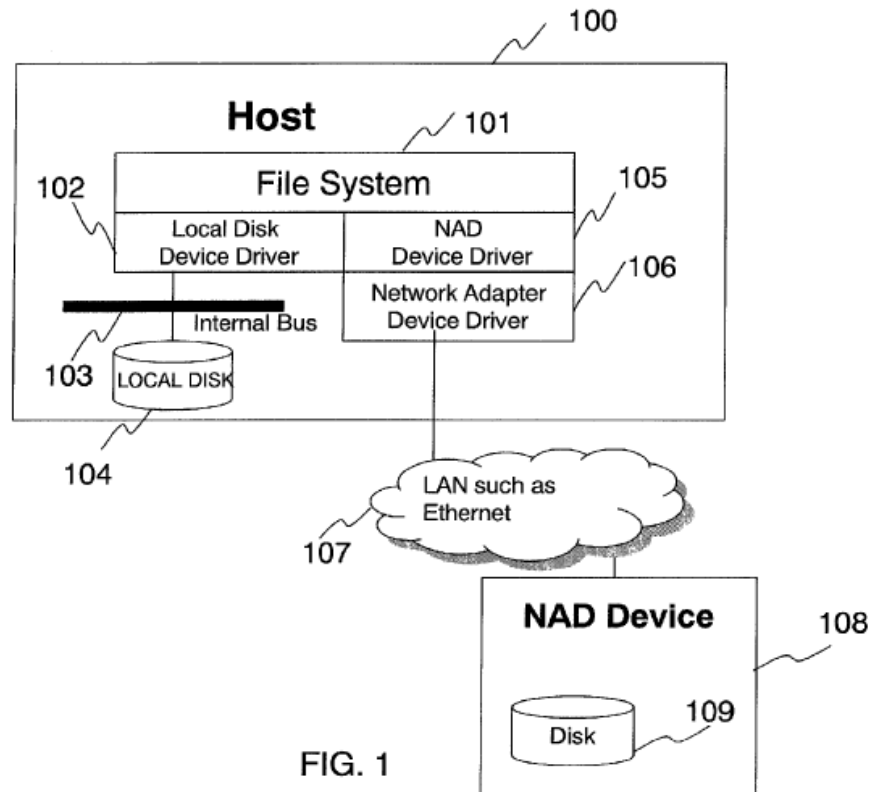 100
Host
101
File System
102
105
Local Disk
Device Driver
NAD
Device Driver
106
Network Adapter
Device Driver
Internal Bus
103
LOCAL DISK
104
LAN such as
Ethernet
107
NAD Device
108
109
Disk
FIG. 1